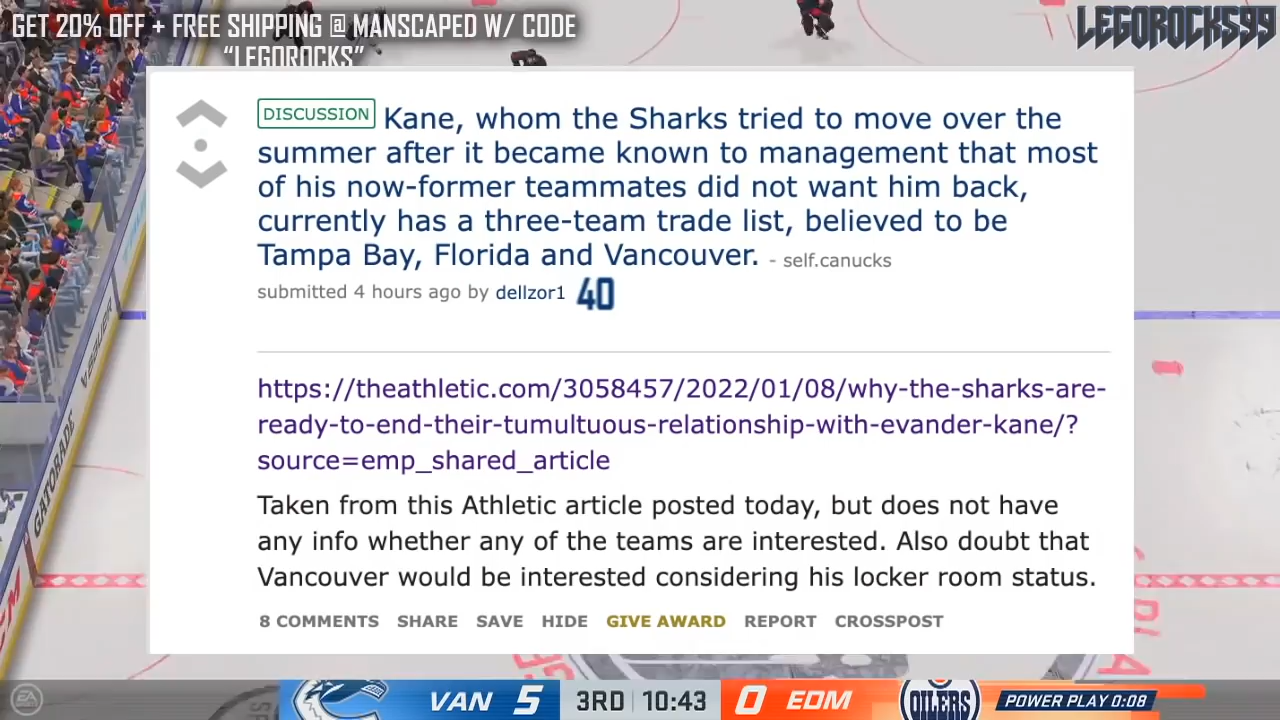 GET 20% OFF + FREE SHIPPING @ MANSCAPED W/ CODE
"LEGOROCKS"
LEGOROCKS99
DISCUSSION Kane, whom the Sharks tried to move over the
summer after it became known to management that most
of his now-former teammates did not want him back,
currently has a three-team trade list, believed to be
Tampa Bay, Florida and Vancouver. - self.canucks
submitted 4 hours ago by dellzor1 40
https://theathletic.com/3058457/2022/01/08/why-the-sharks-are-
ready-to-end-their-tumultuous-relationship-with-evander-kane/?
source=emp_shared_article
Taken from this Athletic article posted today, but does not have
any info whether any of the teams are interested. Also doubt that
Vancouver would be interested considering his locker room status.
8 COMMENTS SHARE SAVE HIDE GIVE AWARD REPORT CROSSPOST
BAUER
GATORADE
EA
VAN 5 3RD 10:43 0 EDM OILERS POWER PLAY 0:08